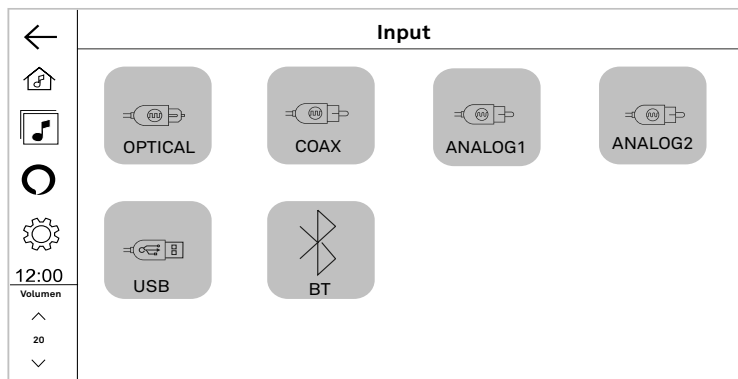 Input
OPTICAL
COAX
ANALOG1
ANALOG2
USB
BT
12:00
Volumen
20